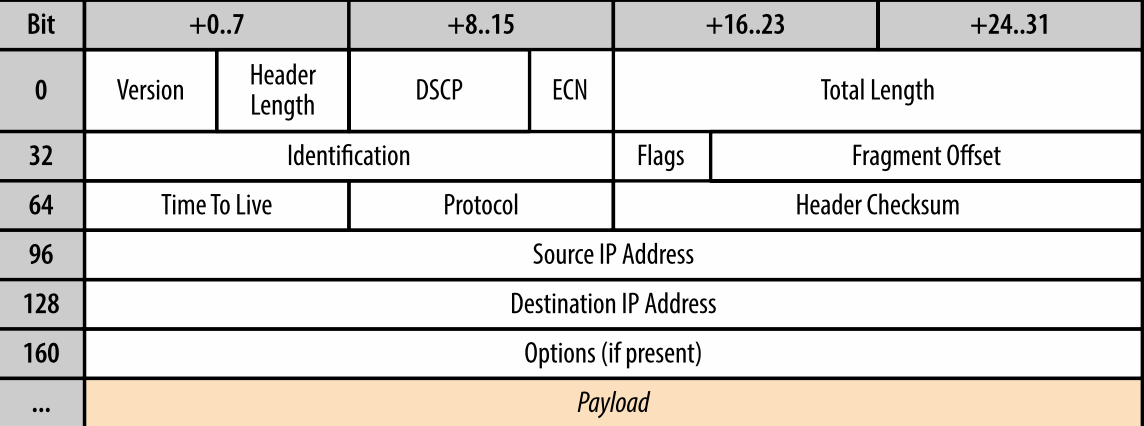 Bit +0..7 +8..15 +16..23 +24..31
0 Version Header Length DSCP ECN Total Length
32 Identification Flags Fragment Offset
64 Time To Live Protocol Header Checksum
96 Source IP Address
128 Destination IP Address
160 Options (if present)
... Payload